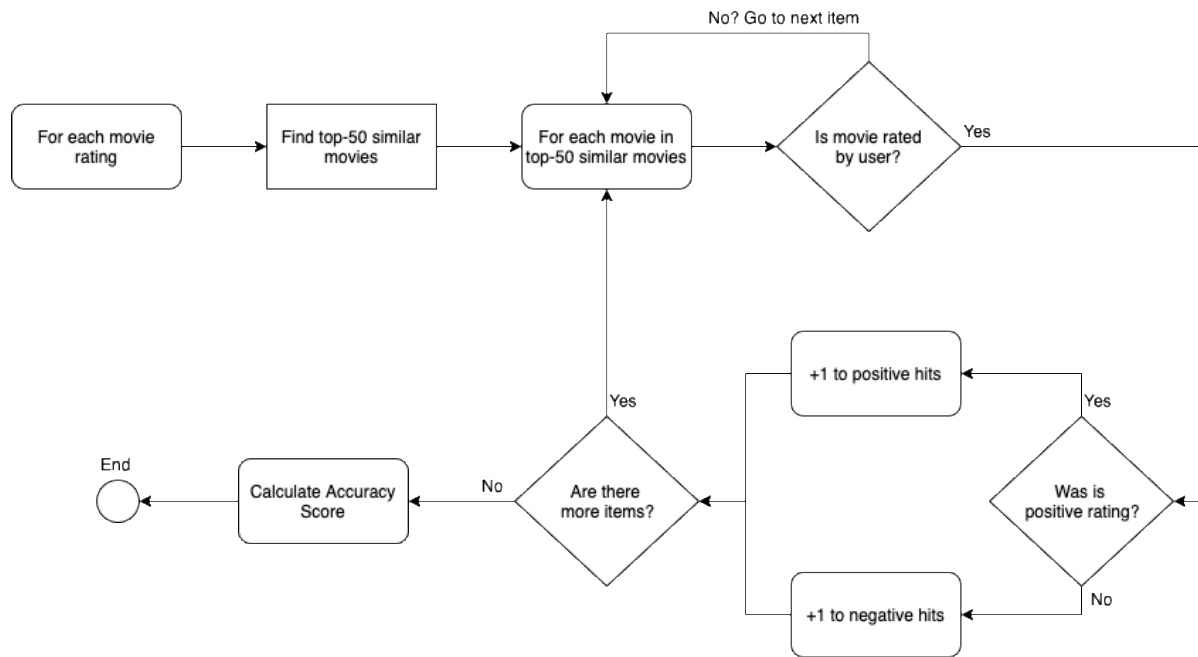 No? Go to next item
For each movie
rating
Find top-50 similar
movies
For each movie in
top-50 similar movies
Is movie rated
by user?
Yes
+1 to positive hits
Yes
Yes
End
Calculate Accuracy
Score
No
Are there
more items?
Was is
positive rating?
+1 to negative hits
No